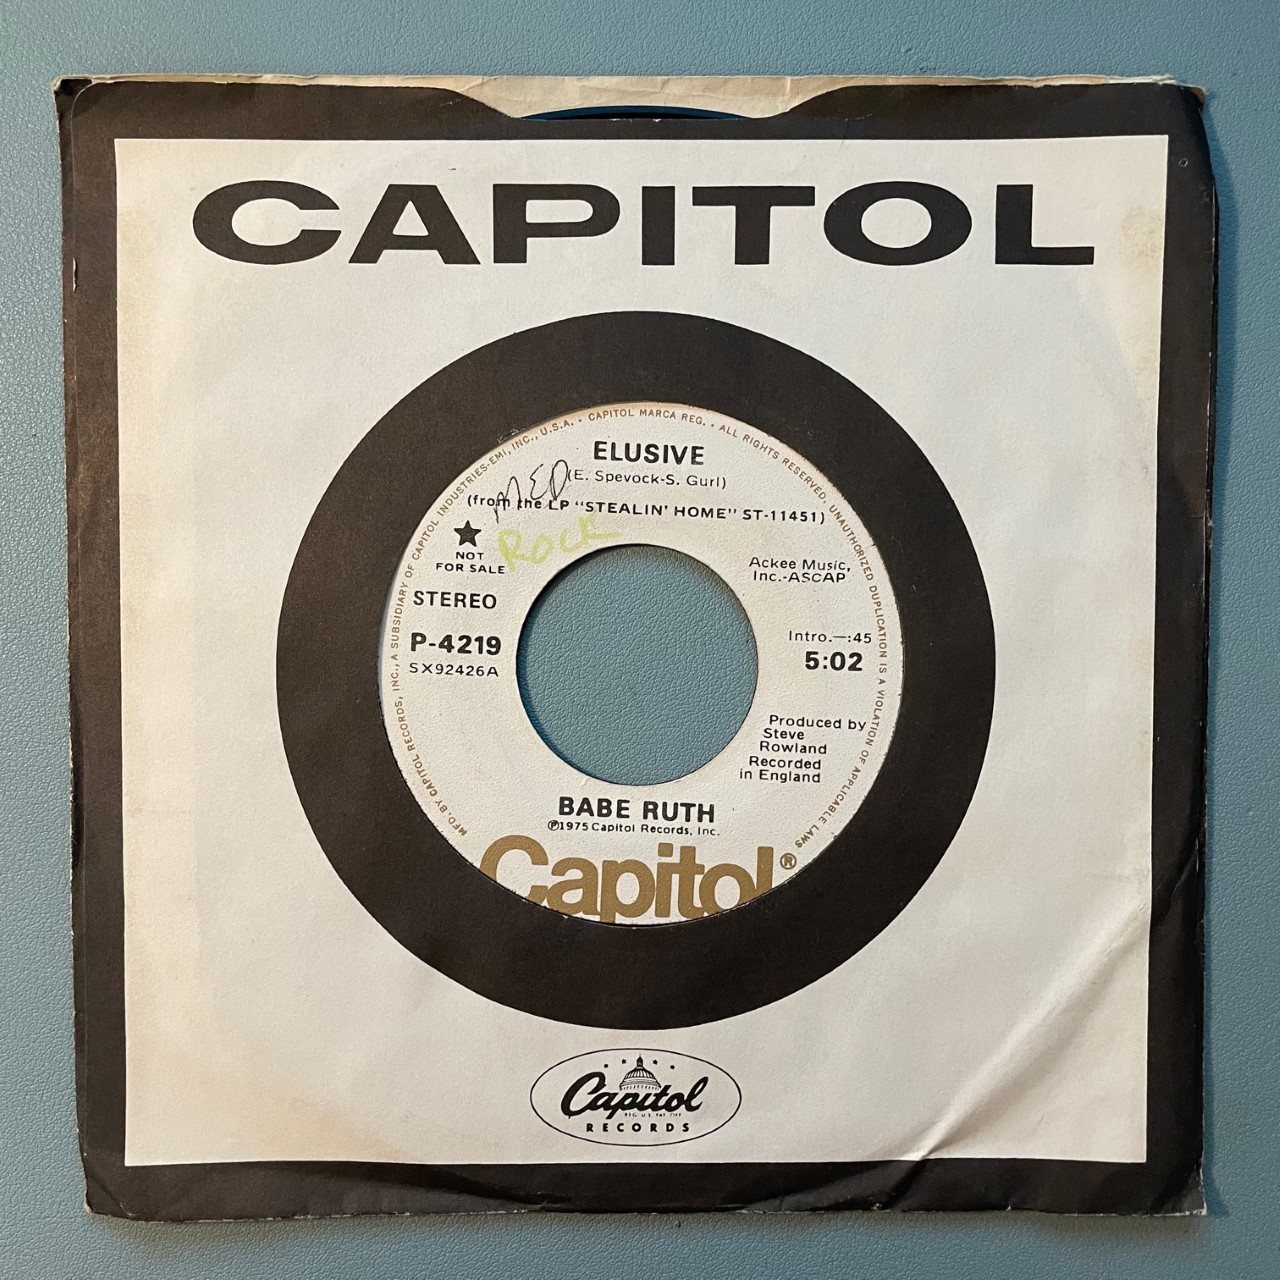 CAPITOL
MFD. BY CAPITOL RECORDS, INC., A SUBSIDIARY OF CAPITOL INDUSTRIES-EMI, INC., U.S.A. • CAPITOL MARCA REG. • ALL RIGHTS RESERVED. UNAUTHORIZED DUPLICATION IS A VIOLATION OF APPLICABLE LAWS
ELUSIVE
(E. Spevock-S. Gurl)
MED
(from the LP "STEALIN' HOME" ST-11451)
ROCK
★
NOT
FOR SALE
STEREO
P-4219
SX92426A
Ackee Music,
Inc.-ASCAP
Intro.—:45
5:02
Produced by
Steve
Rowland
Recorded
in England
BABE RUTH
℗1975 Capitol Records, Inc.
Capitol®
Capitol
REG. U.S. PAT. OFF.
RECORDS